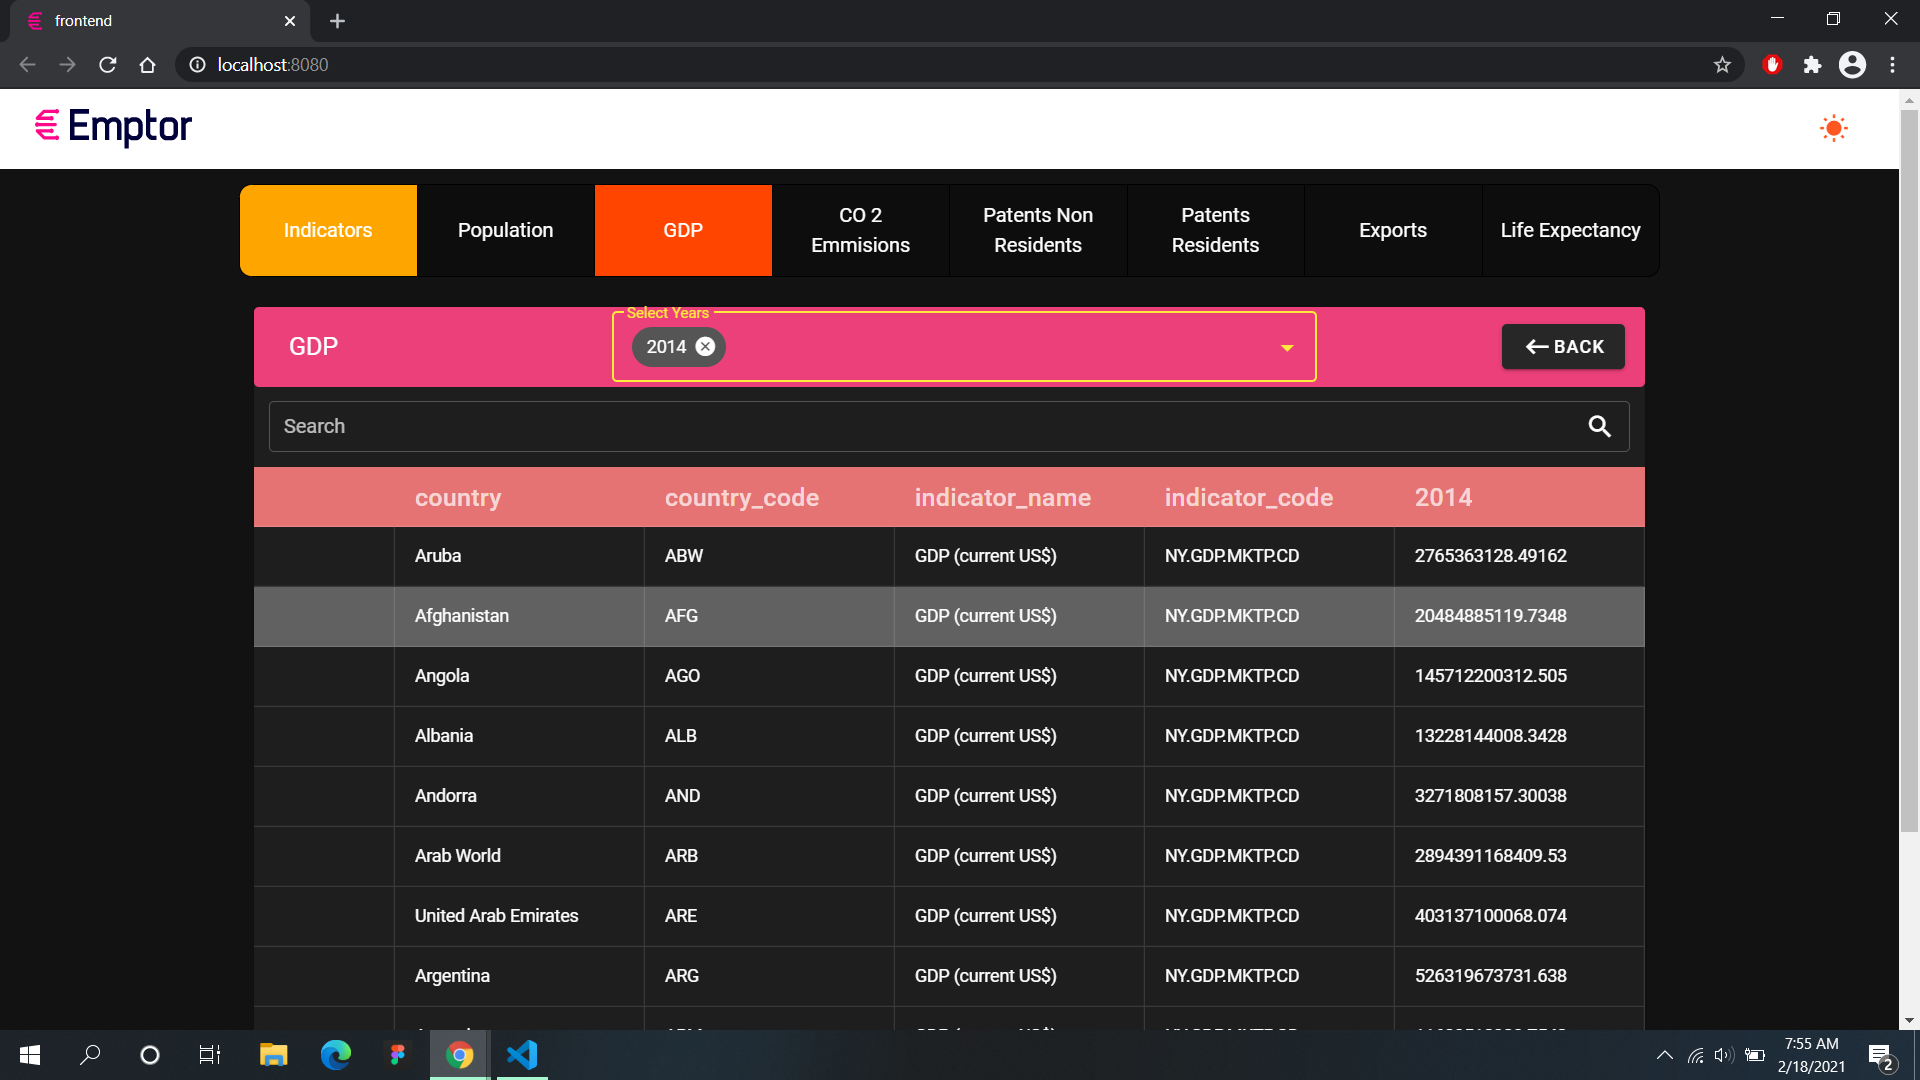 frontend
localhost:8080
Emptor
Indicators
Population
GDP
CO 2
Emmisions
Patents Non
Residents
Patents
Residents
Exports
Life Expectancy
GDP
Select Years
2014
BACK
Search
country country_code indicator_name indicator_code 2014
Aruba ABW GDP (current US$) NY.GDP.MKTP.CD 2765363128.49162
Afghanistan AFG GDP (current US$) NY.GDP.MKTP.CD 20484885119.7348
Angola AGO GDP (current US$) NY.GDP.MKTP.CD 145712200312.505
Albania ALB GDP (current US$) NY.GDP.MKTP.CD 13228144008.3428
Andorra AND GDP (current US$) NY.GDP.MKTP.CD 3271808157.30038
Arab World ARB GDP (current US$) NY.GDP.MKTP.CD 2894391168409.53
United Arab Emirates ARE GDP (current US$) NY.GDP.MKTP.CD 403137100068.074
Argentina ARG GDP (current US$) NY.GDP.MKTP.CD 526319673731.638
7:55 AM
2/18/2021
2